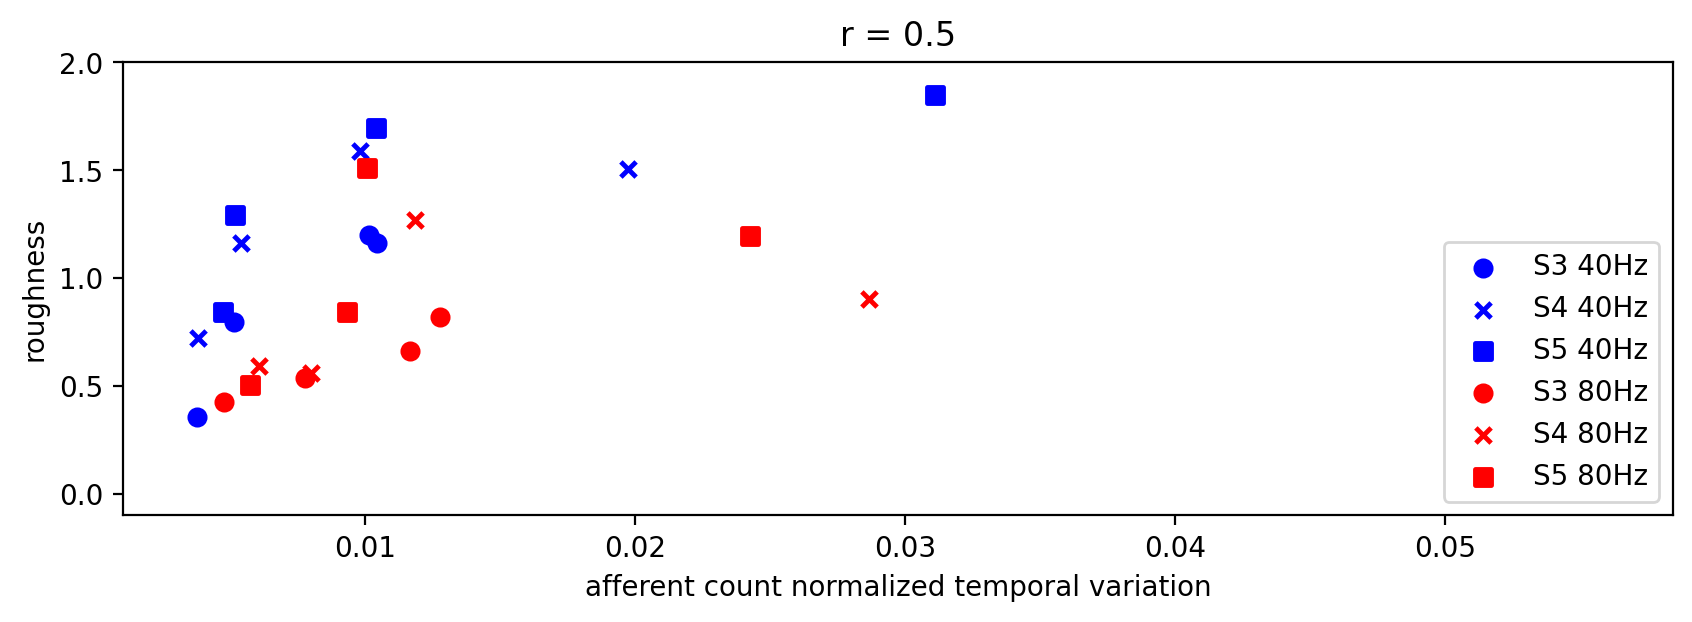 r = 0.5
2.0
1.5
1.0
0.5
0.0
roughness
0.01 0.02 0.03 0.04 0.05
afferent count normalized temporal variation
S3 40Hz
S4 40Hz
S5 40Hz
S3 80Hz
S4 80Hz
S5 80Hz